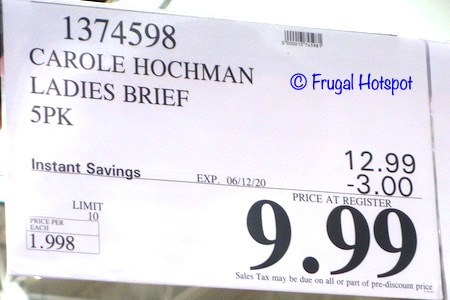 1374598
CAROLE HOCHMAN
LADIES BRIEF
5PK
© Frugal Hotspot
12.99
Instant Savings EXP. 06/12/20 -3.00
PRICE AT REGISTER
LIMIT
10
PRICE PER
EACH
1.998
9.99
Sales Tax may be due on all or part of pre-discount price